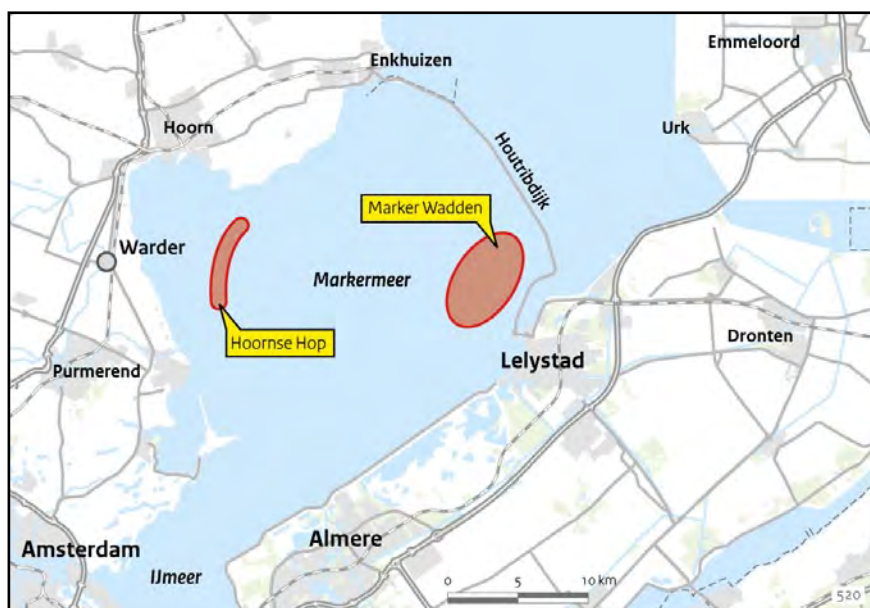 Enkhuizen
Emmeloord
Hoorn
Urk
Houtribdijk
Marker Wadden
Warder
Markermeer
Hoornse Hop
Dronten
Lelystad
Purmerend
Almere
Amsterdam
IJmeer
0 5 10 km
520